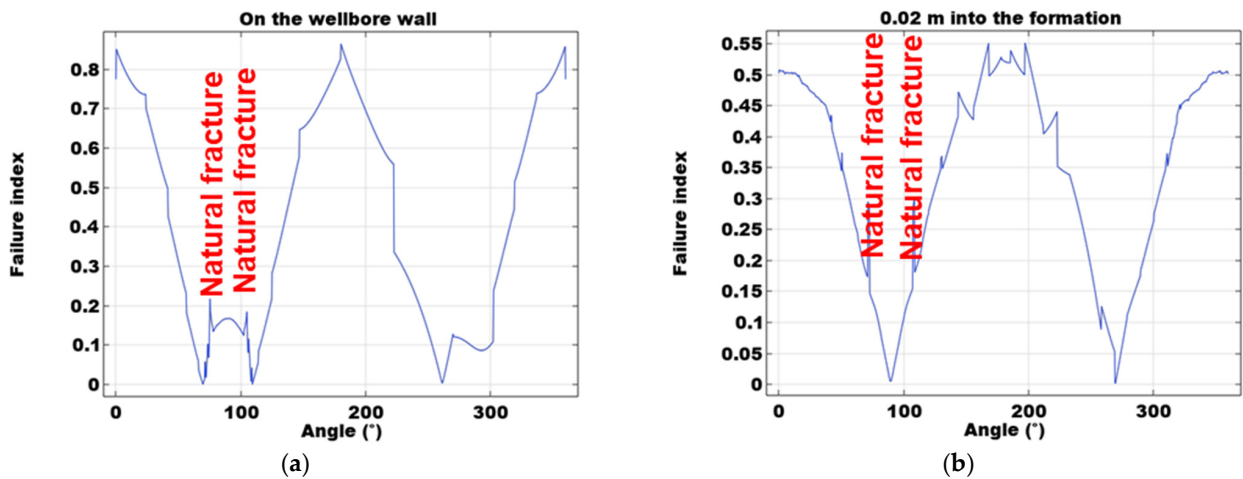 On the wellbore wall
Failure index
0.8
0.7
0.6
0.5
0.4
0.3
0.2
0.1
0
Natural fracture
Natural fracture
0
100
200
300
Angle (°)
(a)
0.02 m into the formation
Failure index
0.55
0.5
0.45
0.4
0.35
0.3
0.25
0.2
0.15
0.1
0.05
0
Natural fracture
Natural fracture
0
100
200
300
Angle (°)
(b)